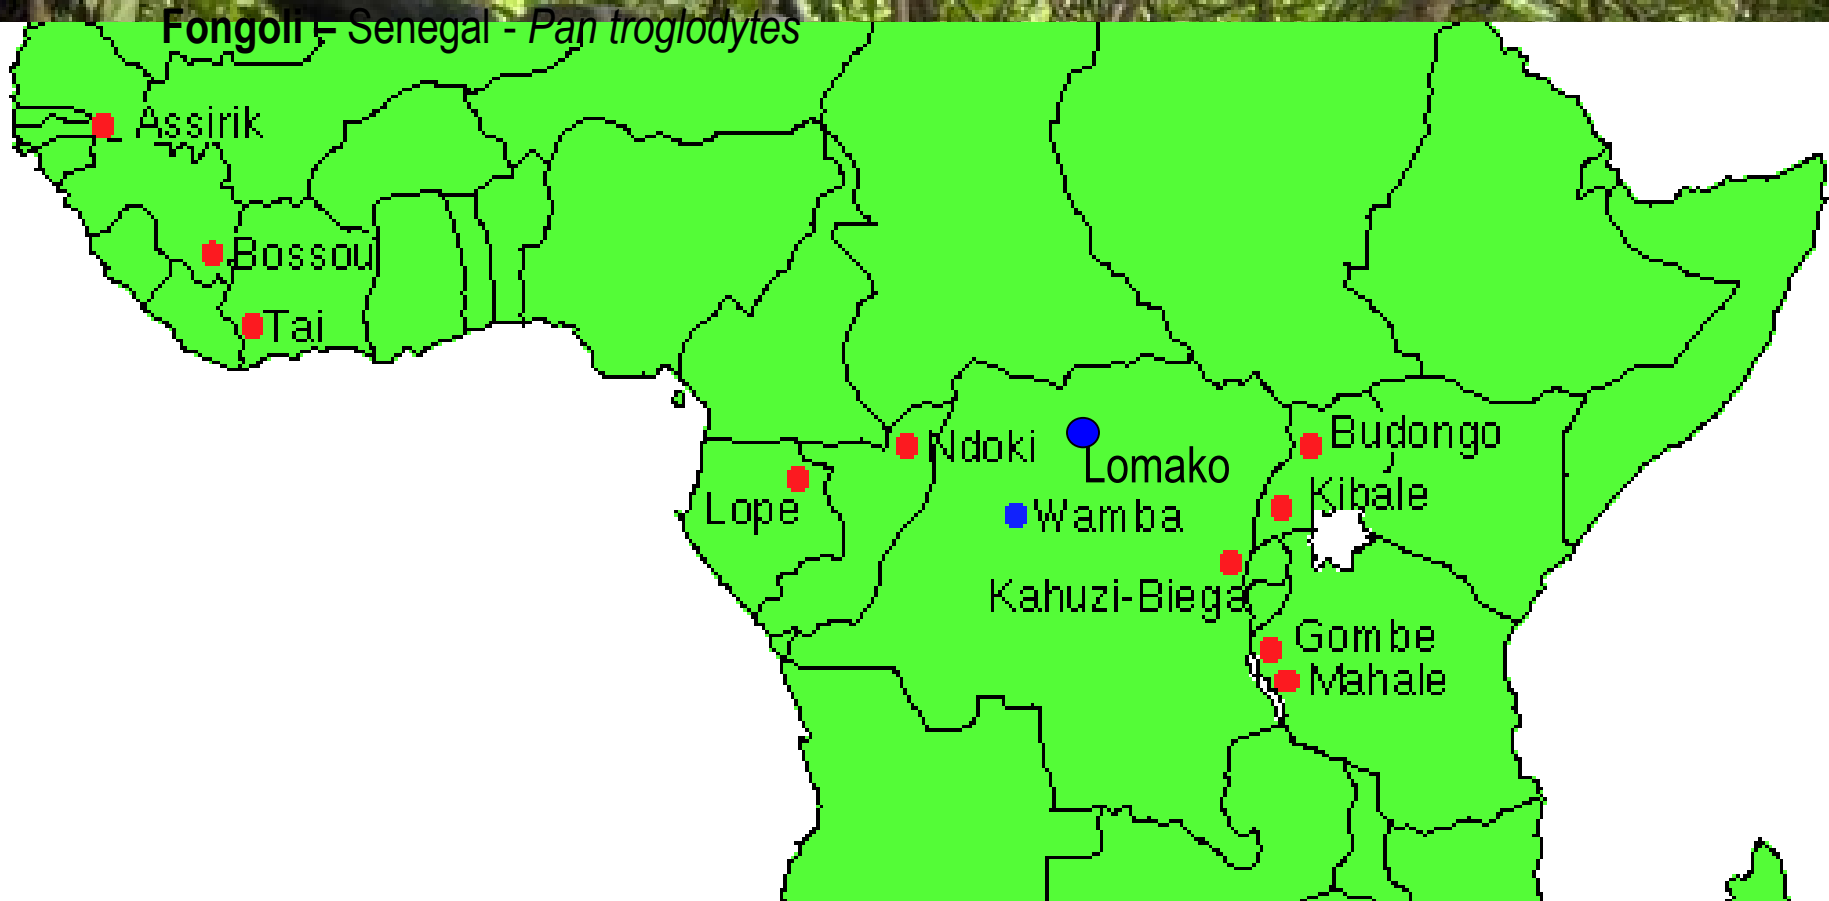 Fongoli – Senegal - Pan troglodytes
Assirik
Bossou
Tai
Budongo
Ndoki
Lomako
Kibale
Lope
Wamba
Kahuzi-Biega
Gombe
Mahale